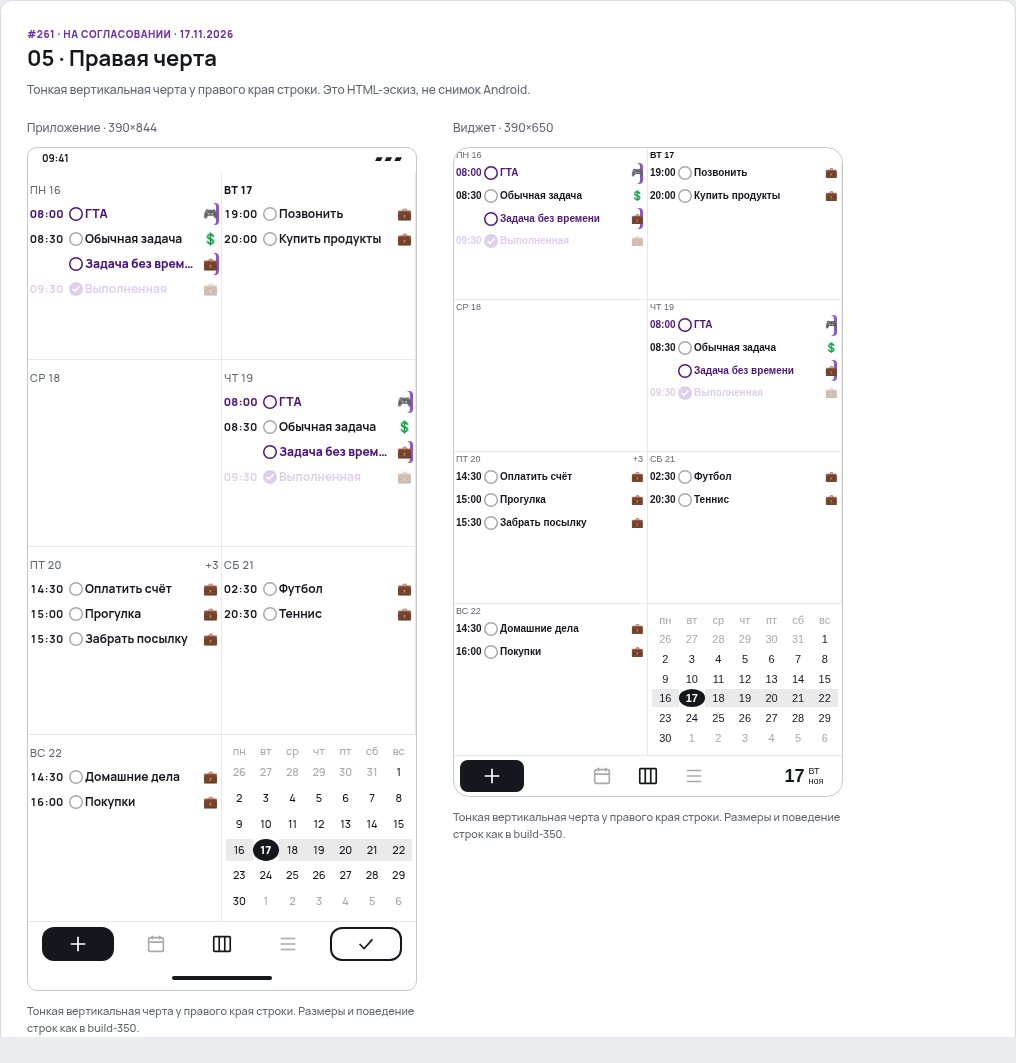 #261 · НА СОГЛАСОВАНИИ · 17.11.2026
05 · Правая черта
Тонкая вертикальная черта у правого края строки. Это HTML-эскиз, не снимок Android.
Приложение · 390×844
09:41
ПН 16
08:00 ГТА
08:30 Обычная задача
Задача без врем…
09:30 Выполненная
ВТ 17
19:00 Позвонить
20:00 Купить продукты
СР 18
ЧТ 19
08:00 ГТА
08:30 Обычная задача
Задача без врем…
09:30 Выполненная
ПТ 20 +3
14:30 Оплатить счёт
15:00 Прогулка
15:30 Забрать посылку
СБ 21
02:30 Футбол
20:30 Теннис
ВС 22
14:30 Домашние дела
16:00 Покупки
пн вт ср чт пт сб вс
26 27 28 29 30 31 1
2 3 4 5 6 7 8
9 10 11 12 13 14 15
16 17 18 19 20 21 22
23 24 25 26 27 28 29
30 1 2 3 4 5 6
Тонкая вертикальная черта у правого края строки. Размеры и поведение
строк как в build-350.
Виджет · 390×650
ПН 16
08:00 ГТА
08:30 Обычная задача
Задача без времени
09:30 Выполненная
ВТ 17
19:00 Позвонить
20:00 Купить продукты
СР 18
ЧТ 19
08:00 ГТА
08:30 Обычная задача
Задача без времени
09:30 Выполненная
ПТ 20 +3
14:30 Оплатить счёт
15:00 Прогулка
15:30 Забрать посылку
СБ 21
02:30 Футбол
20:30 Теннис
ВС 22
14:30 Домашние дела
16:00 Покупки
пн вт ср чт пт сб вс
26 27 28 29 30 31 1
2 3 4 5 6 7 8
9 10 11 12 13 14 15
16 17 18 19 20 21 22
23 24 25 26 27 28 29
30 1 2 3 4 5 6
17 ВТ
ноя
Тонкая вертикальная черта у правого края строки. Размеры и поведение
строк как в build-350.